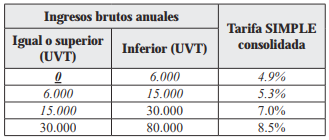 Ingresos brutos anuales
Tarifa SIMPLE
consolidada
Igual o superior
(UVT)
Inferior (UVT)
0 6.000 4.9%
6.000 15.000 5.3%
15.000 30.000 7.0%
30.000 80.000 8.5%